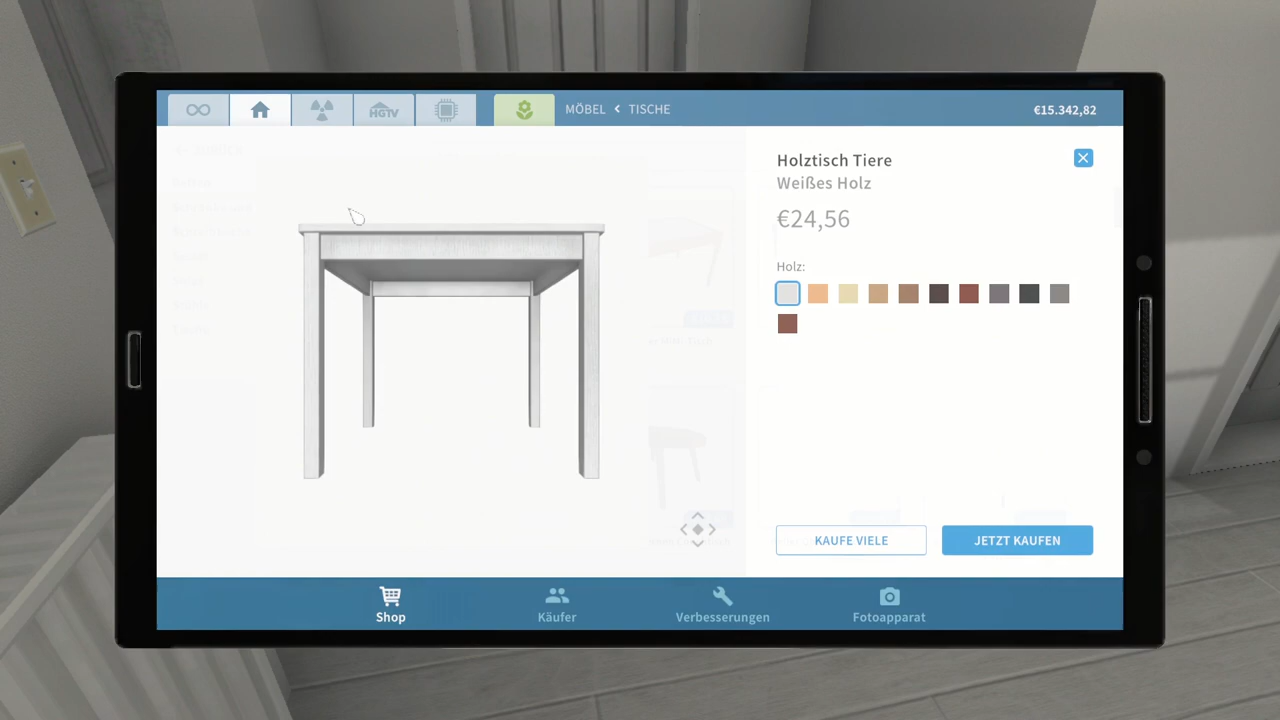 HGTV
MÖBEL < TISCHE
€15.342,82
Holztisch Tiere
Weißes Holz
€24,56
Holz:
KAUFE VIELE
JETZT KAUFEN
Shop
Käufer
Verbesserungen
Fotoapparat